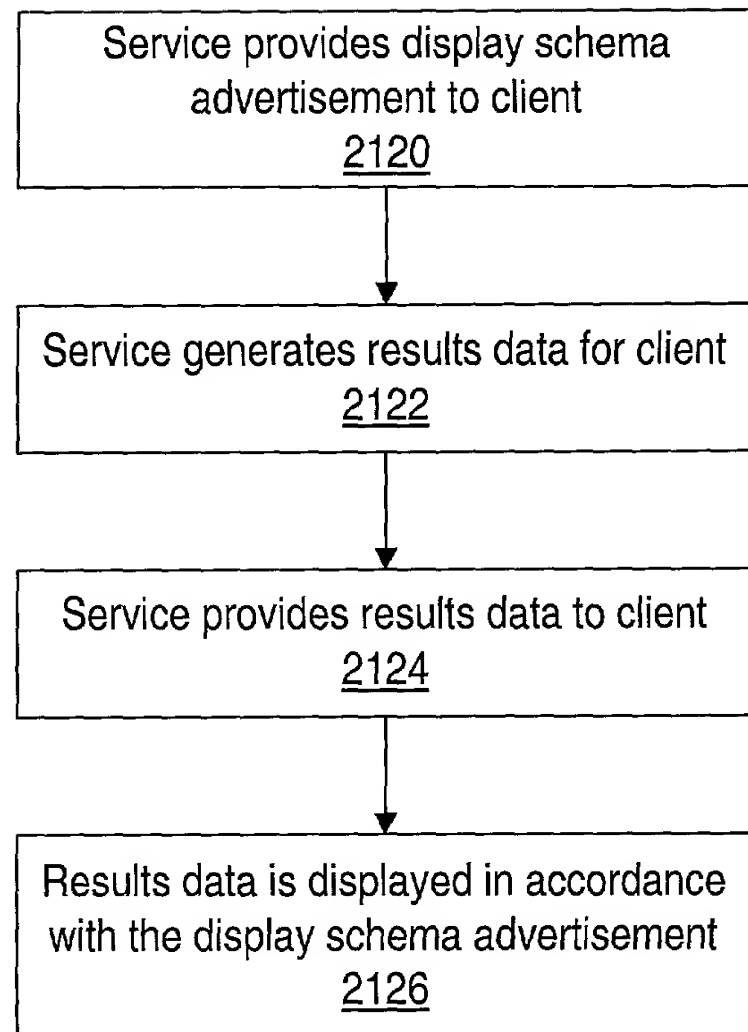 Service provides display schema
advertisement to client
2120
Service generates results data for client
2122
Service provides results data to client
2124
Results data is displayed in accordance
with the display schema advertisement
2126